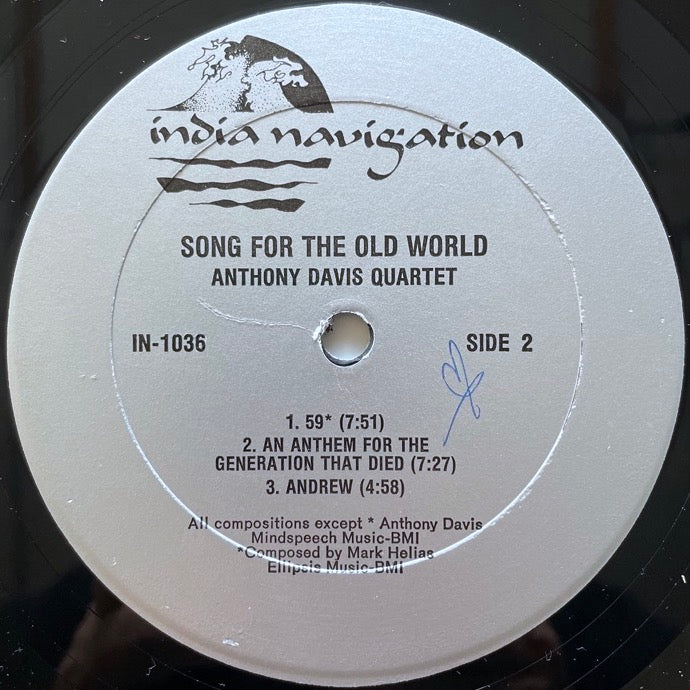 india navigation
SONG FOR THE OLD WORLD
ANTHONY DAVIS QUARTET
IN-1036
SIDE 2
1. 59* (7:51)
2. AN ANTHEM FOR THE
GENERATION THAT DIED (7:27)
3. ANDREW (4:58)
All compositions except * Anthony Davis
Mindspeech Music-BMI
*Composed by Mark Helias
Ellipsis Music-BMI